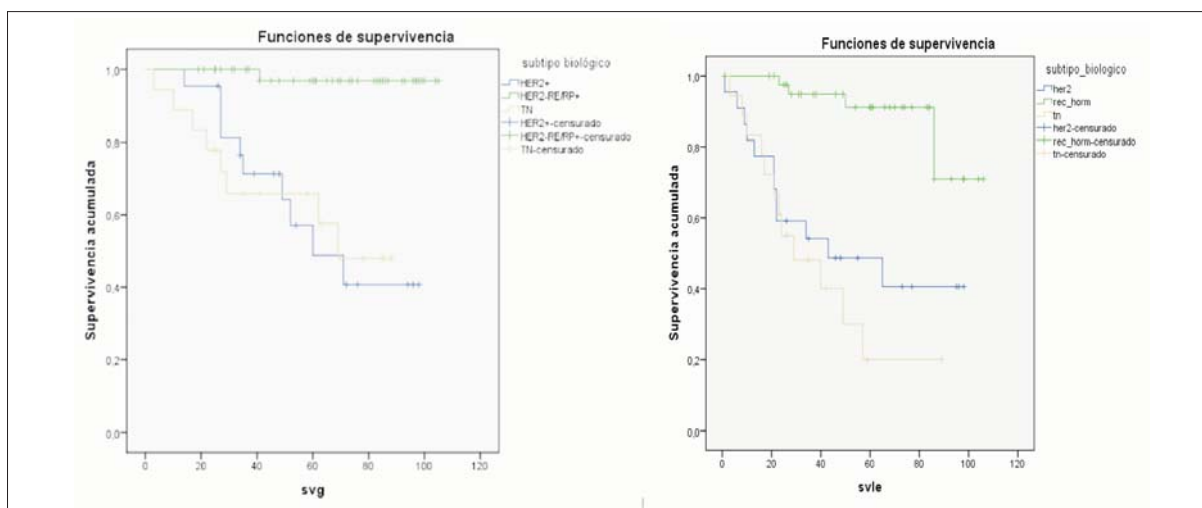 Funciones de supervivencia
subtipo biológico
HER2+
HER2-RE/RP+
TN
HER2+-censurado
HER2-RE/RP+-censurado
TN-censurado
Supervivencia acumulada
1,0
0,8
0,6
0,4
0,2
0,0
0 20 40 60 80 100 120
svg
Funciones de supervivencia
subtipo_biologico
her2
rec_horm
tn
her2-censurado
rec_horm-censurado
tn-censurado
Supervivencia acumulada
1,0
0,8
0,6
0,4
0,2
0,0
0 20 40 60 80 100 120
svle